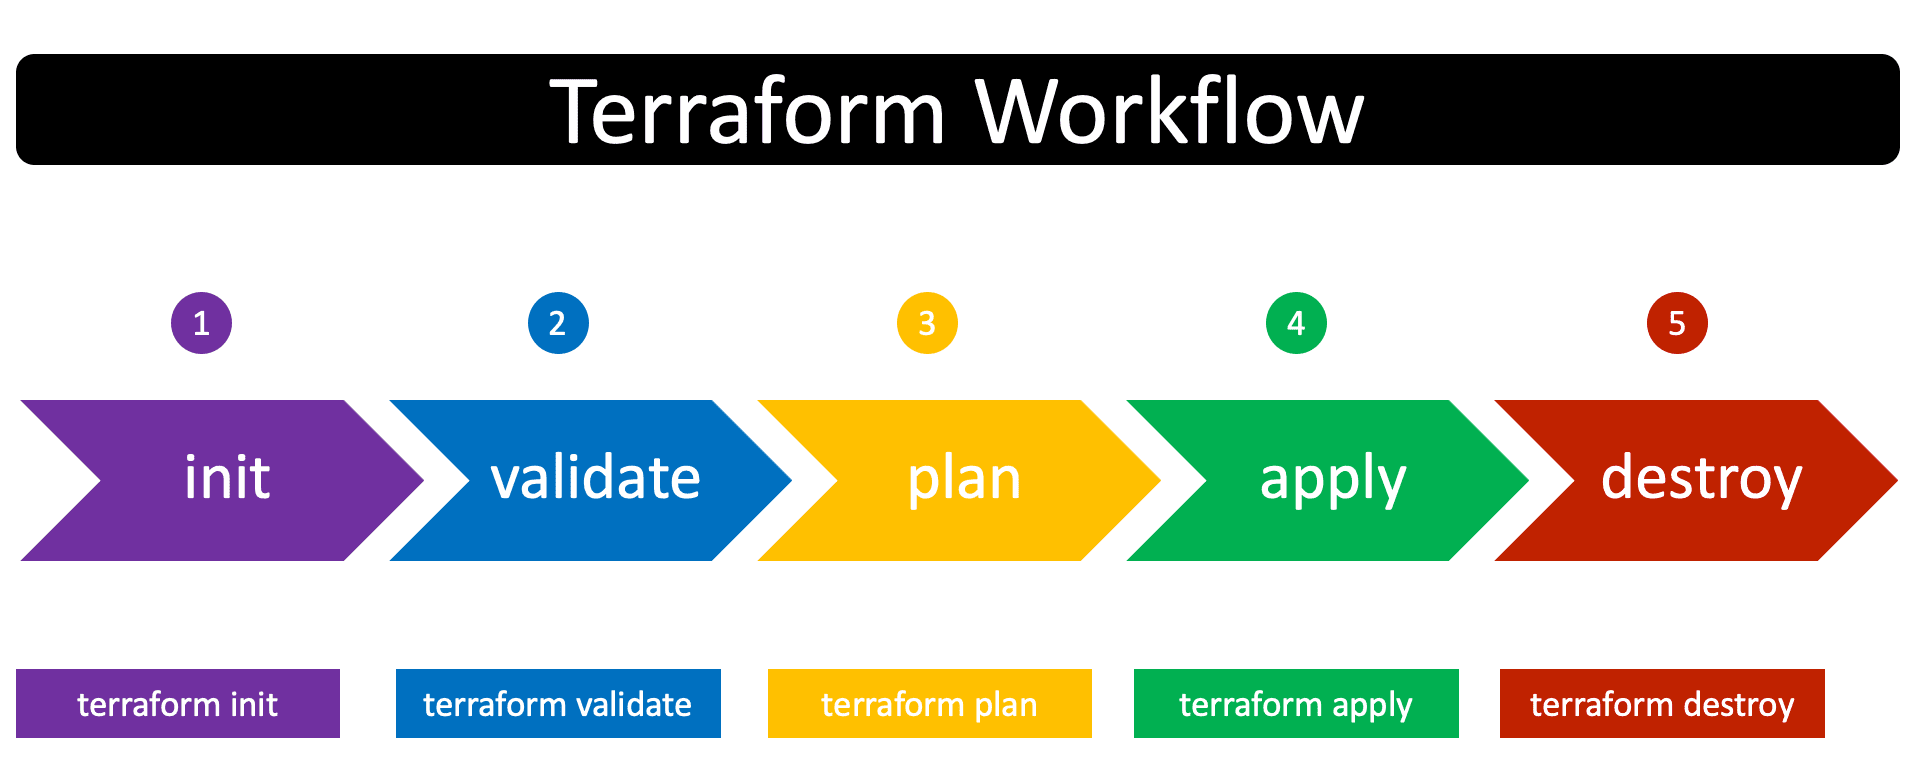 Terraform Workflow
1
2
3
4
5
init
validate
plan
apply
destroy
terraform init
terraform validate
terraform plan
terraform apply
terraform destroy